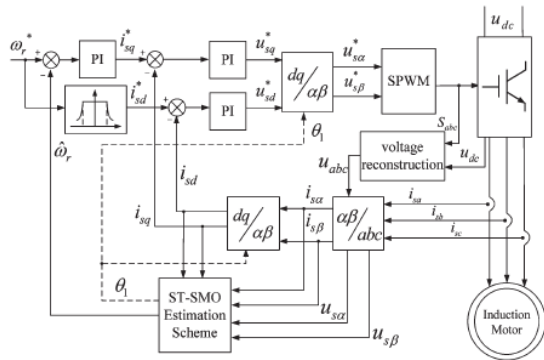 ω_r^* + - PI i_sq^* + - PI u_sq^* dq/αβ u_sα^* u_sβ^* SPWM u_dc
i_sd^* + - PI u_sd^*
S_abc
ω̂_r
θ_1
voltage
reconstruction
u_dc
u_abc
i_sd
i_sq
dq/αβ
i_sα
i_sβ
αβ/abc
i_sa
i_sb
i_sc
θ_1
ST-SMO
Estimation
Scheme
u_sα
u_sβ
Induction
Motor